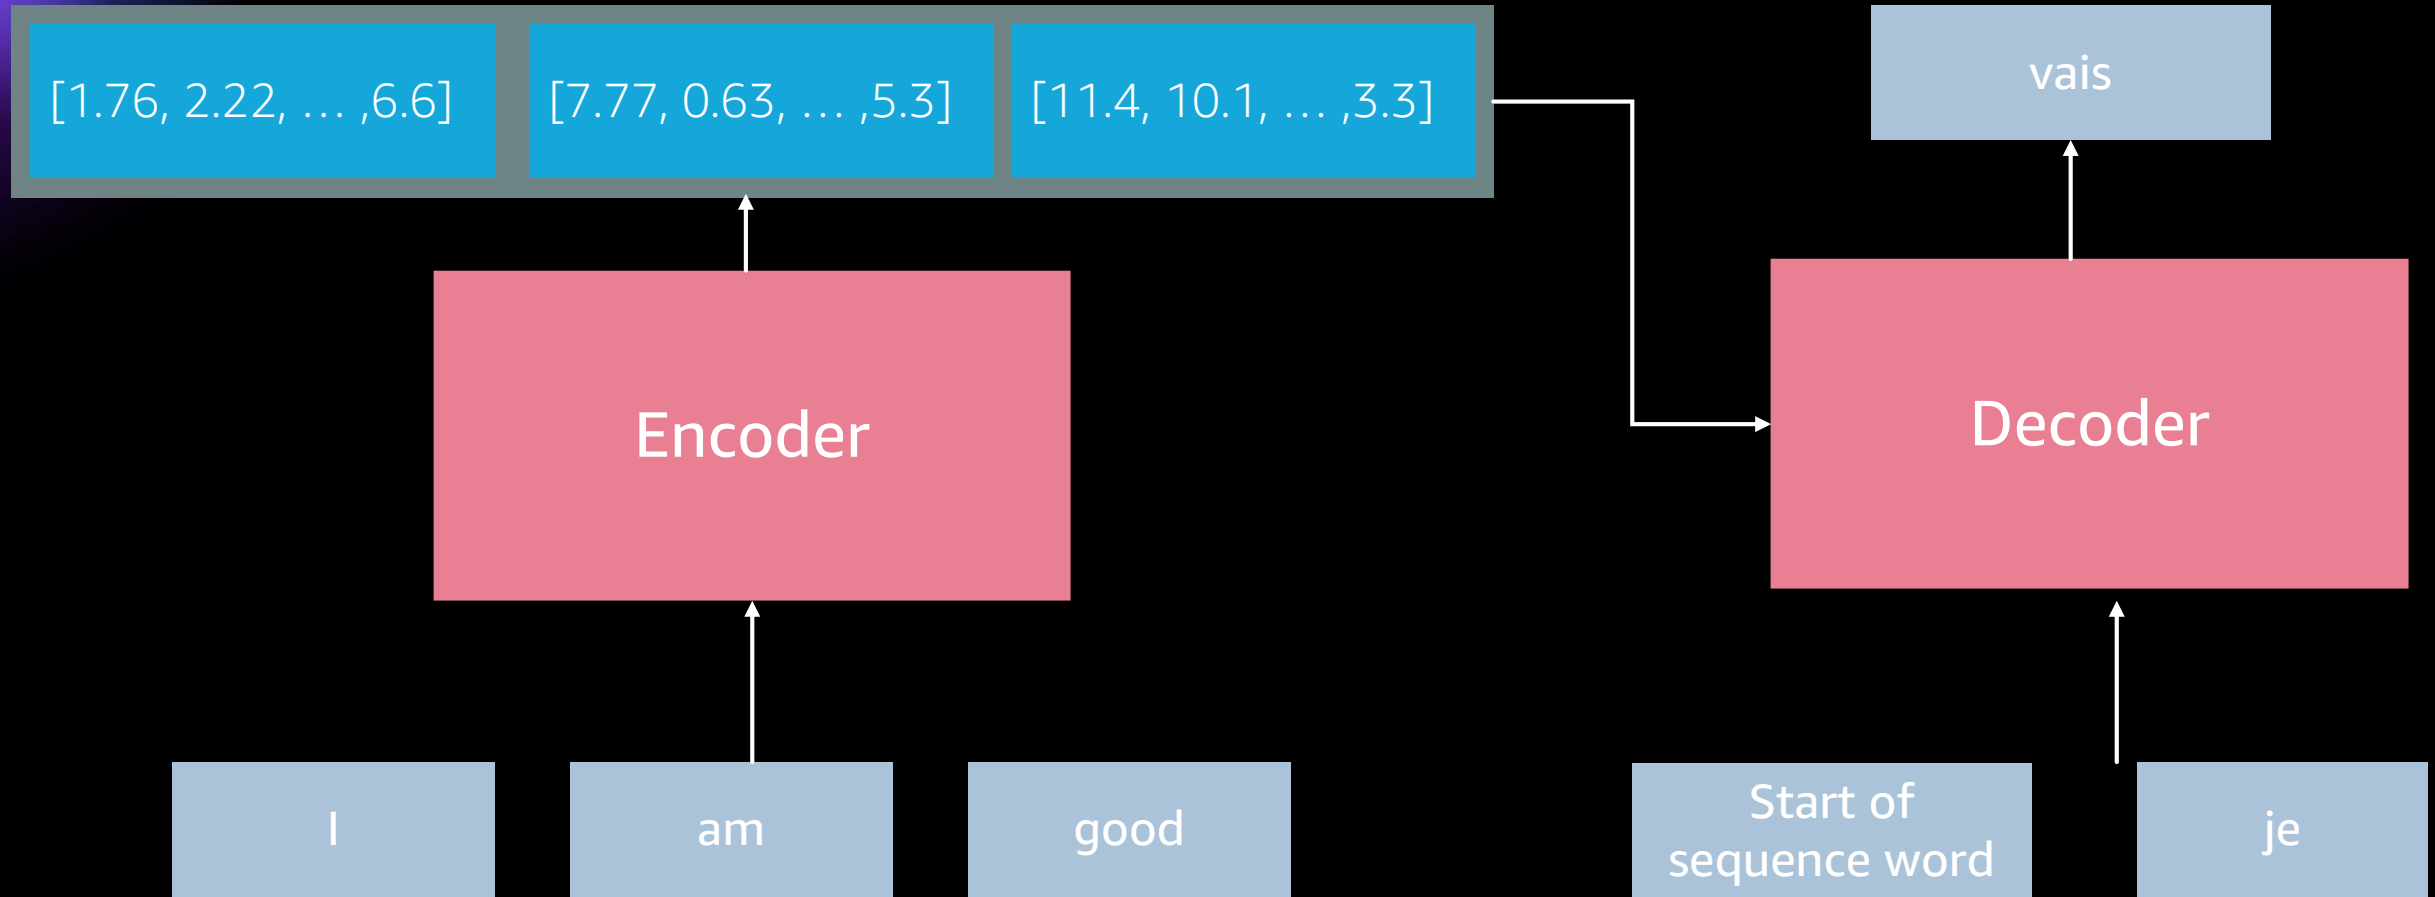 [1.76, 2.22, … ,6.6]
[7.77, 0.63, … ,5.3]
[11.4, 10.1, … ,3.3]
vais
Encoder
Decoder
I
am
good
Start of
sequence word
je